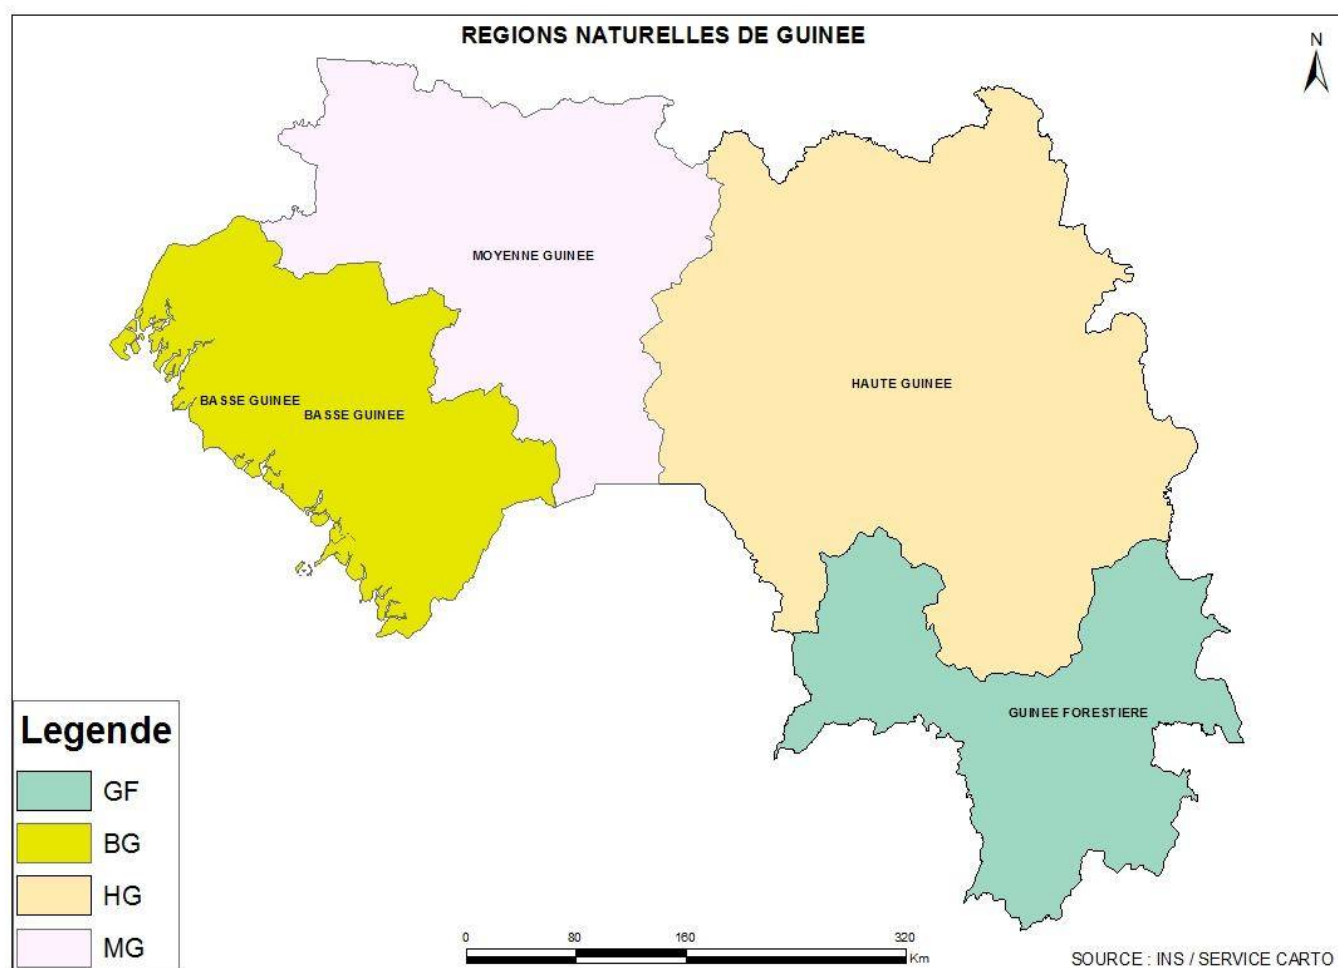 REGIONS NATURELLES DE GUINEE
N
MOYENNE GUINEE
HAUTE GUINEE
BASSE GUINEE
BASSE GUINEE
GUINEE FORESTIERE
Legende
GF
BG
HG
MG
0 80 160 320
Km
SOURCE : INS / SERVICE CARTO